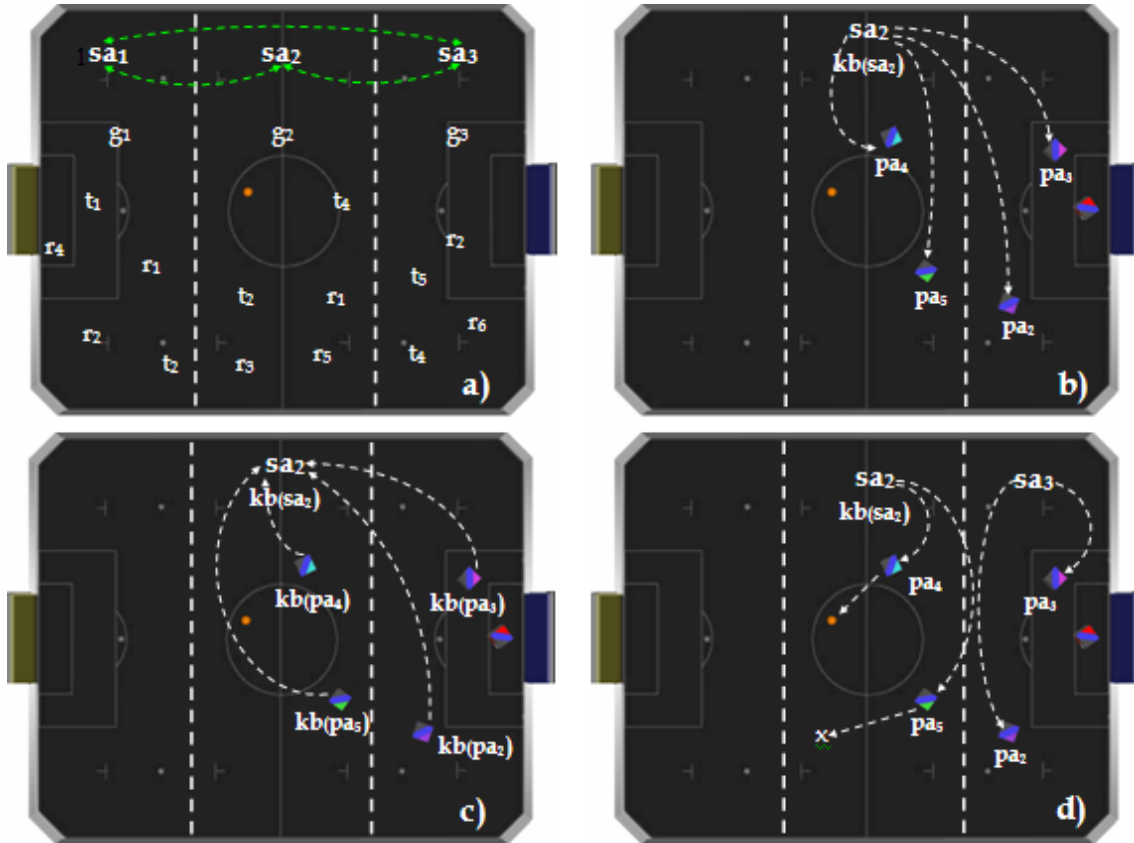 1 sa₁ sa₂ sa₃
g₁ g₂ g₃
t₁ t₄
r₄ r₂
r₁ t₅
t₂ r₁
r₂ r₆
t₂ r₃ r₅ t₄
a)
sa₂
kb(sa₂)
pa₄ pa₃
pa₅ pa₂
b)
sa₂
kb(sa₂)
kb(pa₄) kb(pa₃)
kb(pa₅) kb(pa₂)
c)
sa₂ sa₃
kb(sa₂)
pa₄ pa₃
pa₅
x pa₂
d)